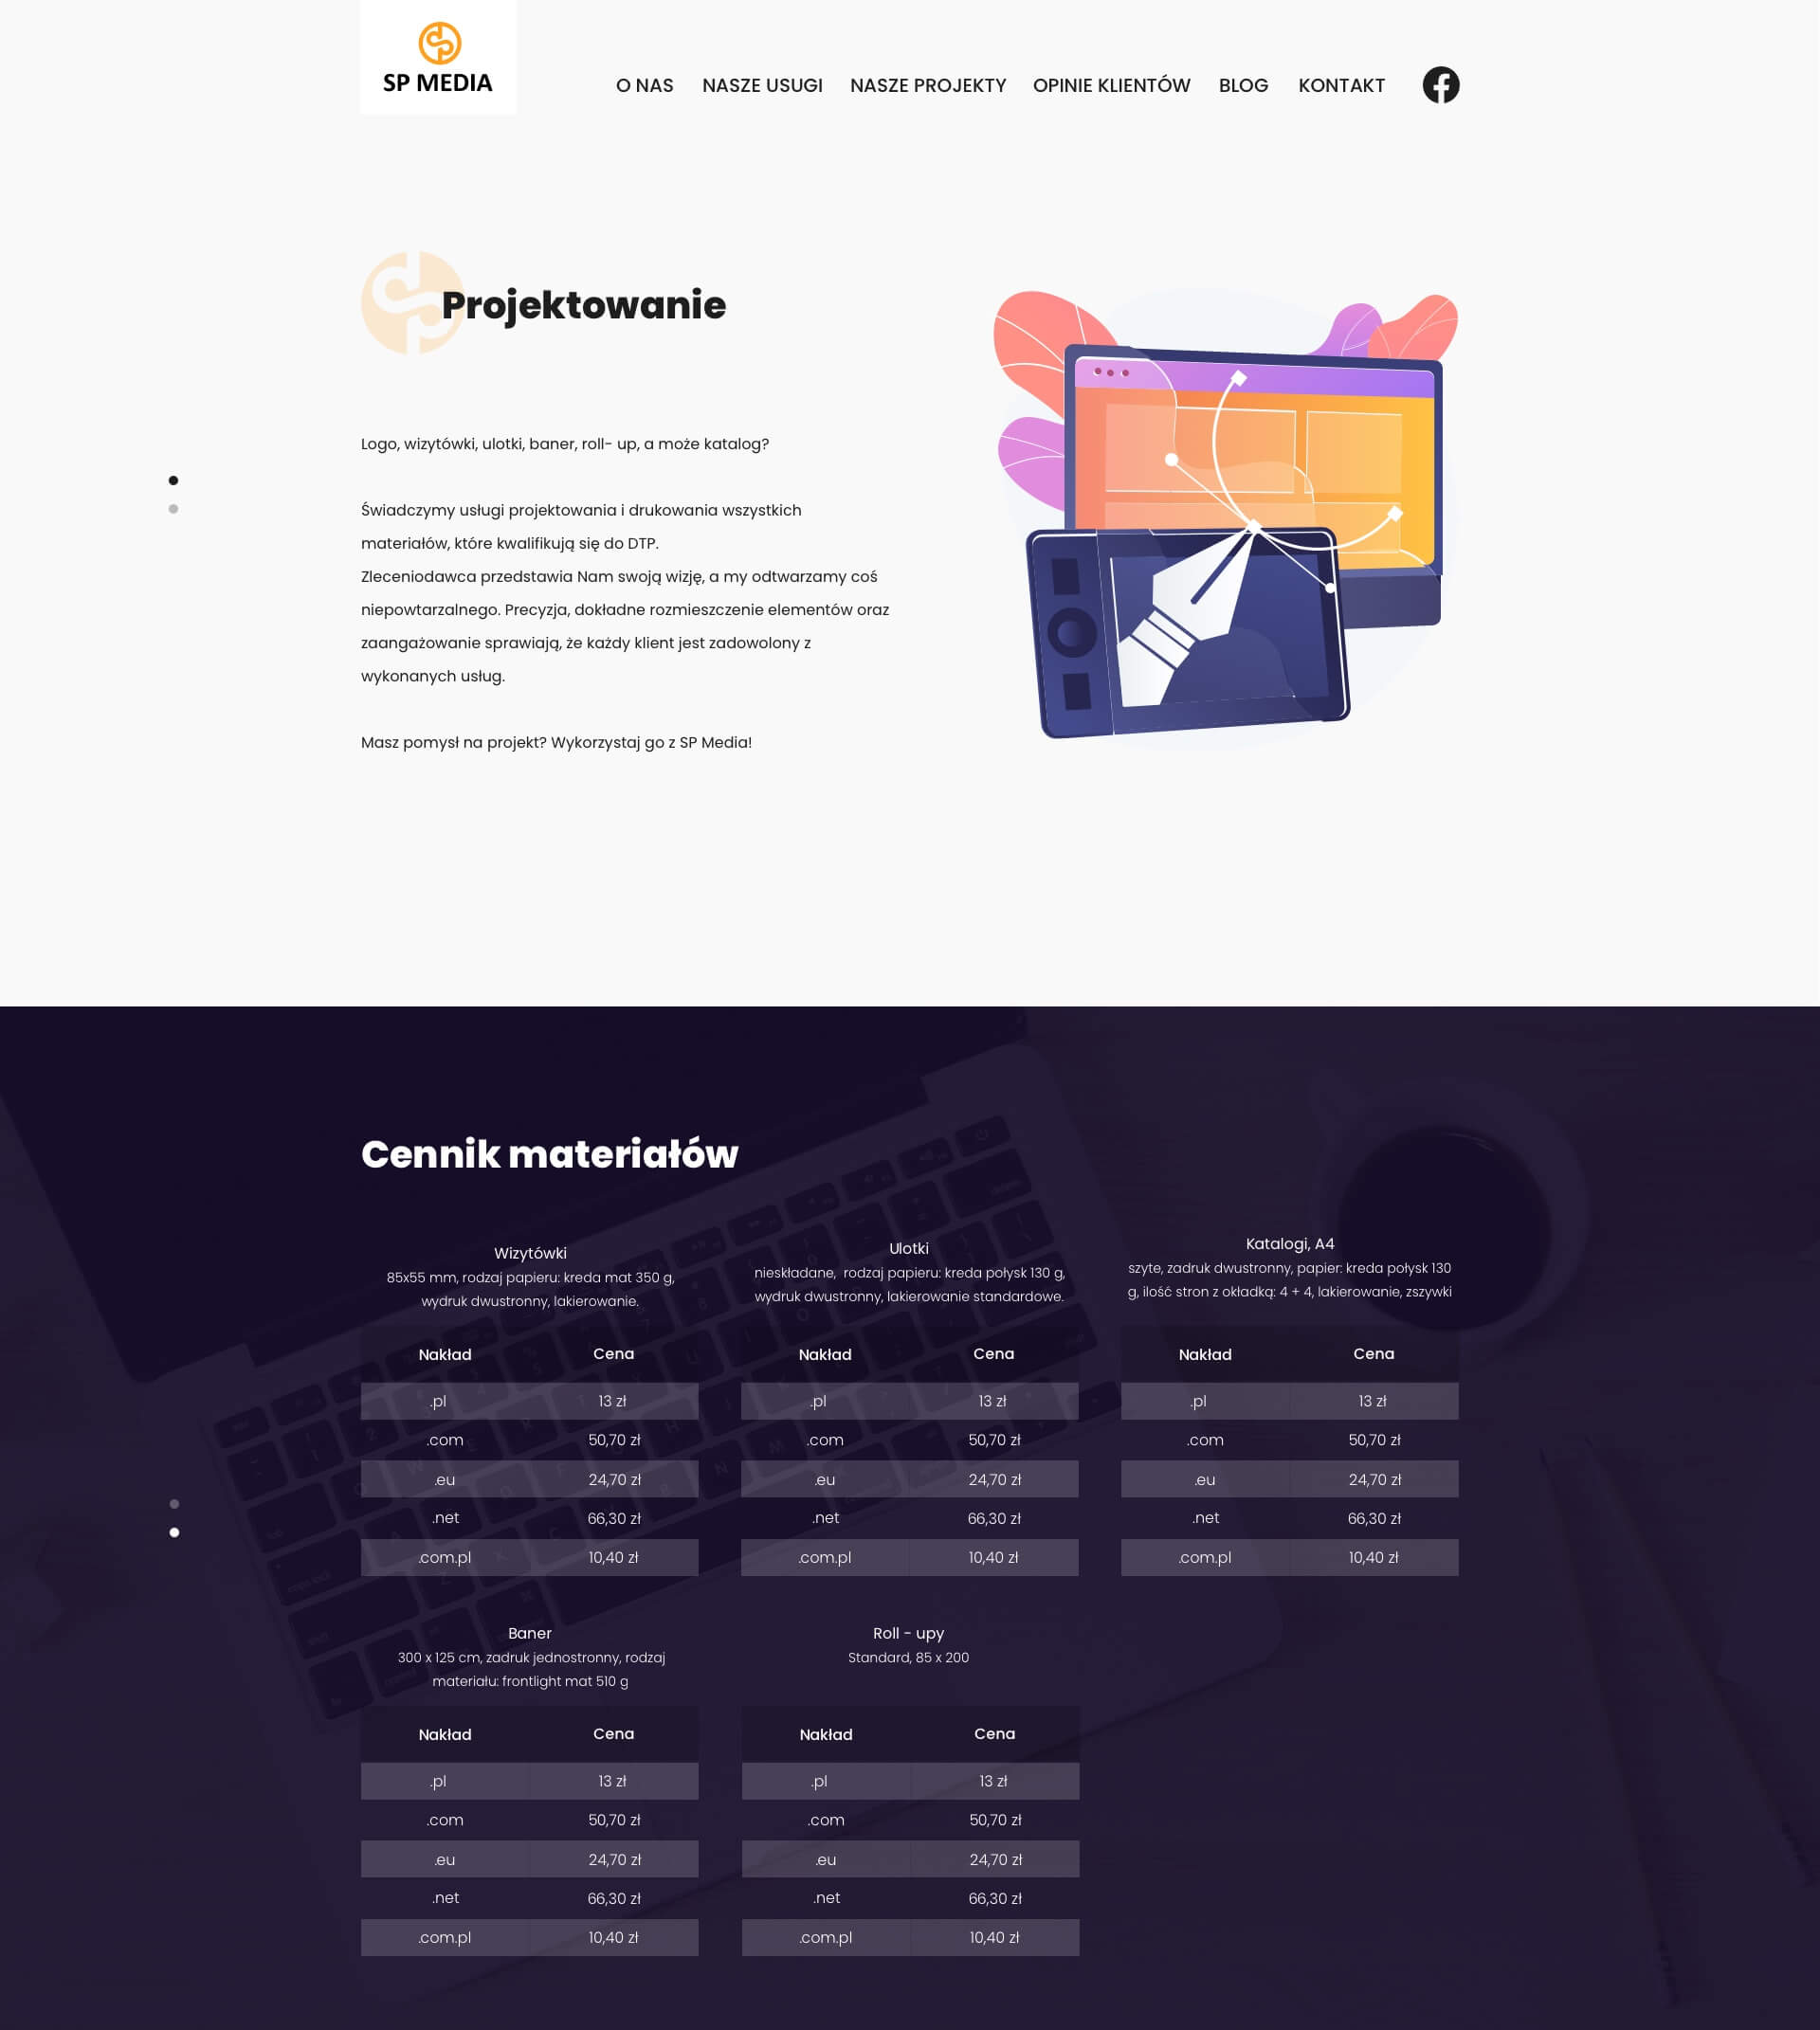 SP MEDIA
O NAS NASZE USUGI NASZE PROJEKTY OPINIE KLIENTÓW BLOG KONTAKT
Projektowanie
Logo, wizytówki, ulotki, baner, roll- up, a może katalog?
Świadczymy usługi projektowania i drukowania wszystkich
materiałów, które kwalifikują się do DTP.
Zleceniodawca przedstawia Nam swoją wizję, a my odtwarzamy coś
niepowtarzalnego. Precyzja, dokładne rozmieszczenie elementów oraz
zaangażowanie sprawiają, że każdy klient jest zadowolony z
wykonanych usług.
Masz pomysł na projekt? Wykorzystaj go z SP Media!
Cennik materiałów
Wizytówki
85x55 mm, rodzaj papieru: kreda mat 350 g,
wydruk dwustronny, lakierowanie.
Nakład Cena
.pl 13 zł
.com 50,70 zł
.eu 24,70 zł
.net 66,30 zł
.com.pl 10,40 zł
Ulotki
nieskładane, rodzaj papieru: kreda połysk 130 g,
wydruk dwustronny, lakierowanie standardowe.
Nakład Cena
.pl 13 zł
.com 50,70 zł
.eu 24,70 zł
.net 66,30 zł
.com.pl 10,40 zł
Katalogi, A4
szyte, zadruk dwustronny, papier: kreda połysk 130
g, ilość stron z okładką: 4 + 4, lakierowanie, zszywki
Nakład Cena
.pl 13 zł
.com 50,70 zł
.eu 24,70 zł
.net 66,30 zł
.com.pl 10,40 zł
Baner
300 x 125 cm, zadruk jednostronny, rodzaj
materiału: frontlight mat 510 g
Nakład Cena
.pl 13 zł
.com 50,70 zł
.eu 24,70 zł
.net 66,30 zł
.com.pl 10,40 zł
Roll - upy
Standard, 85 x 200
Nakład Cena
.pl 13 zł
.com 50,70 zł
.eu 24,70 zł
.net 66,30 zł
.com.pl 10,40 zł